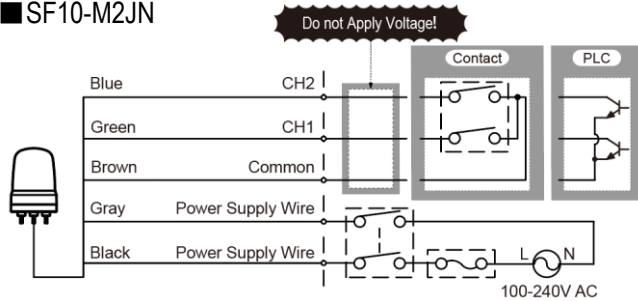 ■SF10-M2JN
Do not Apply Voltage!
Contact
PLC
Blue CH2
Green CH1
Brown Common
Gray Power Supply Wire
Black Power Supply Wire
L N
100-240V AC